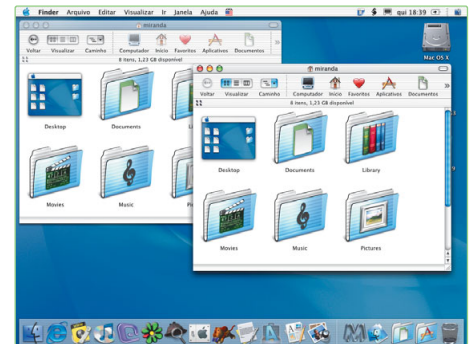 Finder Arquivo Editar Visualizar Ir Janela Ajuda qui 18:39
miranda
Voltar Visualizar Caminho Computador Início Favoritos Aplicativos Documentos
8 itens, 1,23 GB disponível
Desktop Documents
Movies Music
Mac OS X
miranda
Voltar Visualizar Caminho Computador Início Favoritos Aplicativos Documentos
8 itens, 1,23 GB disponível
Desktop Documents Library
Movies Music Pictures